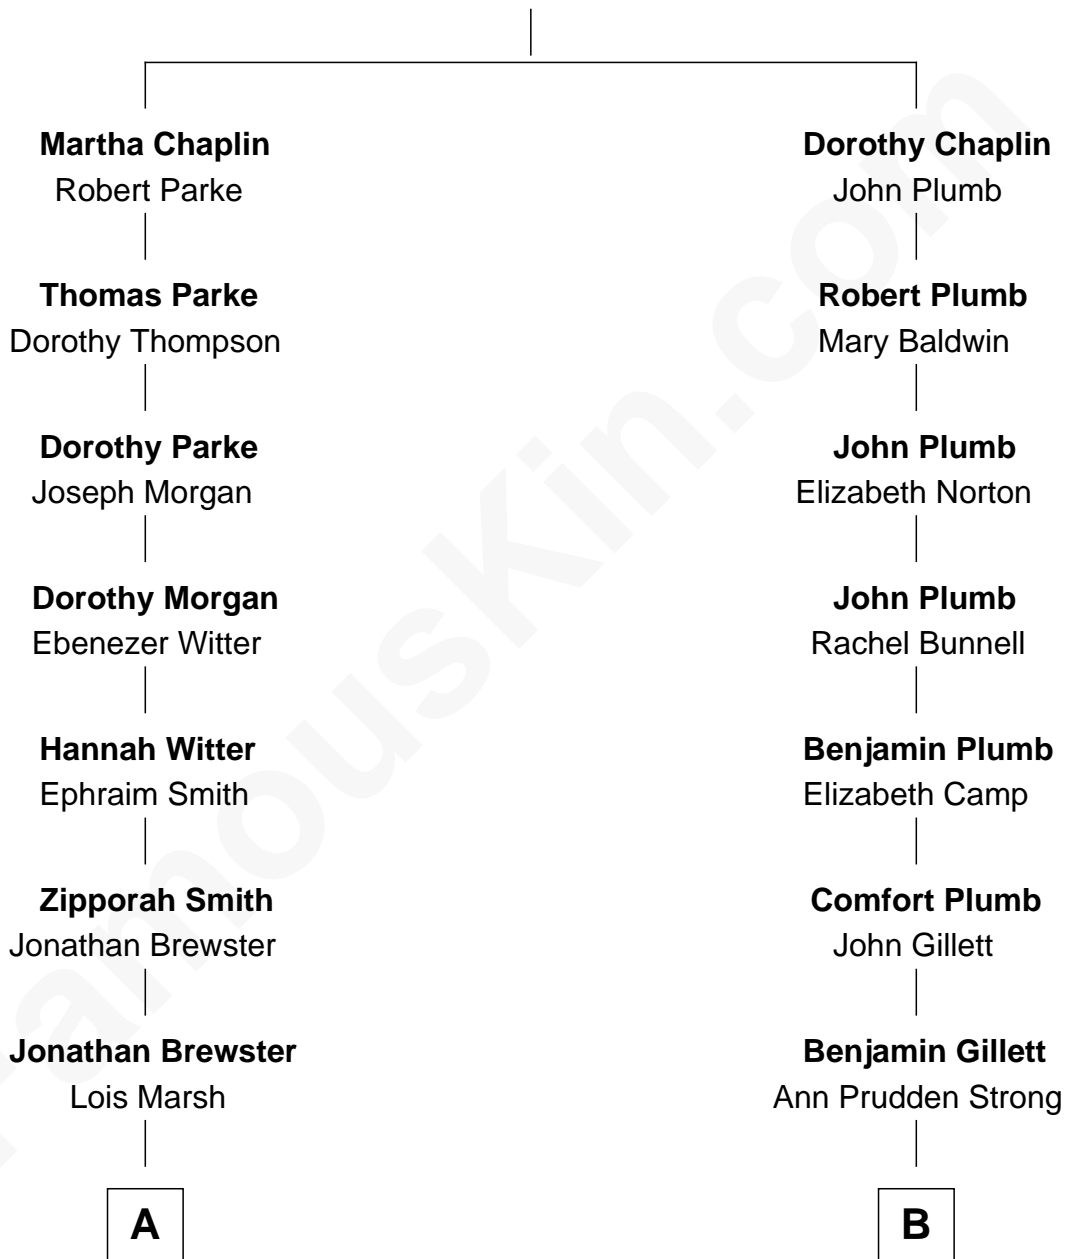 Martha Chaplin
Robert Parke
Thomas Parke
Dorothy Thompson
Dorothy Parke
Joseph Morgan
Dorothy Morgan
Ebenezer Witter
Hannah Witter
Ephraim Smith
Zipporah Smith
Jonathan Brewster
Jonathan Brewster
Lois Marsh
A
Dorothy Chaplin
John Plumb
Robert Plumb
Mary Baldwin
John Plumb
Elizabeth Norton
John Plumb
Rachel Bunnell
Benjamin Plumb
Elizabeth Camp
Comfort Plumb
John Gillett
Benjamin Gillett
Ann Prudden Strong
B
FamousKin.com